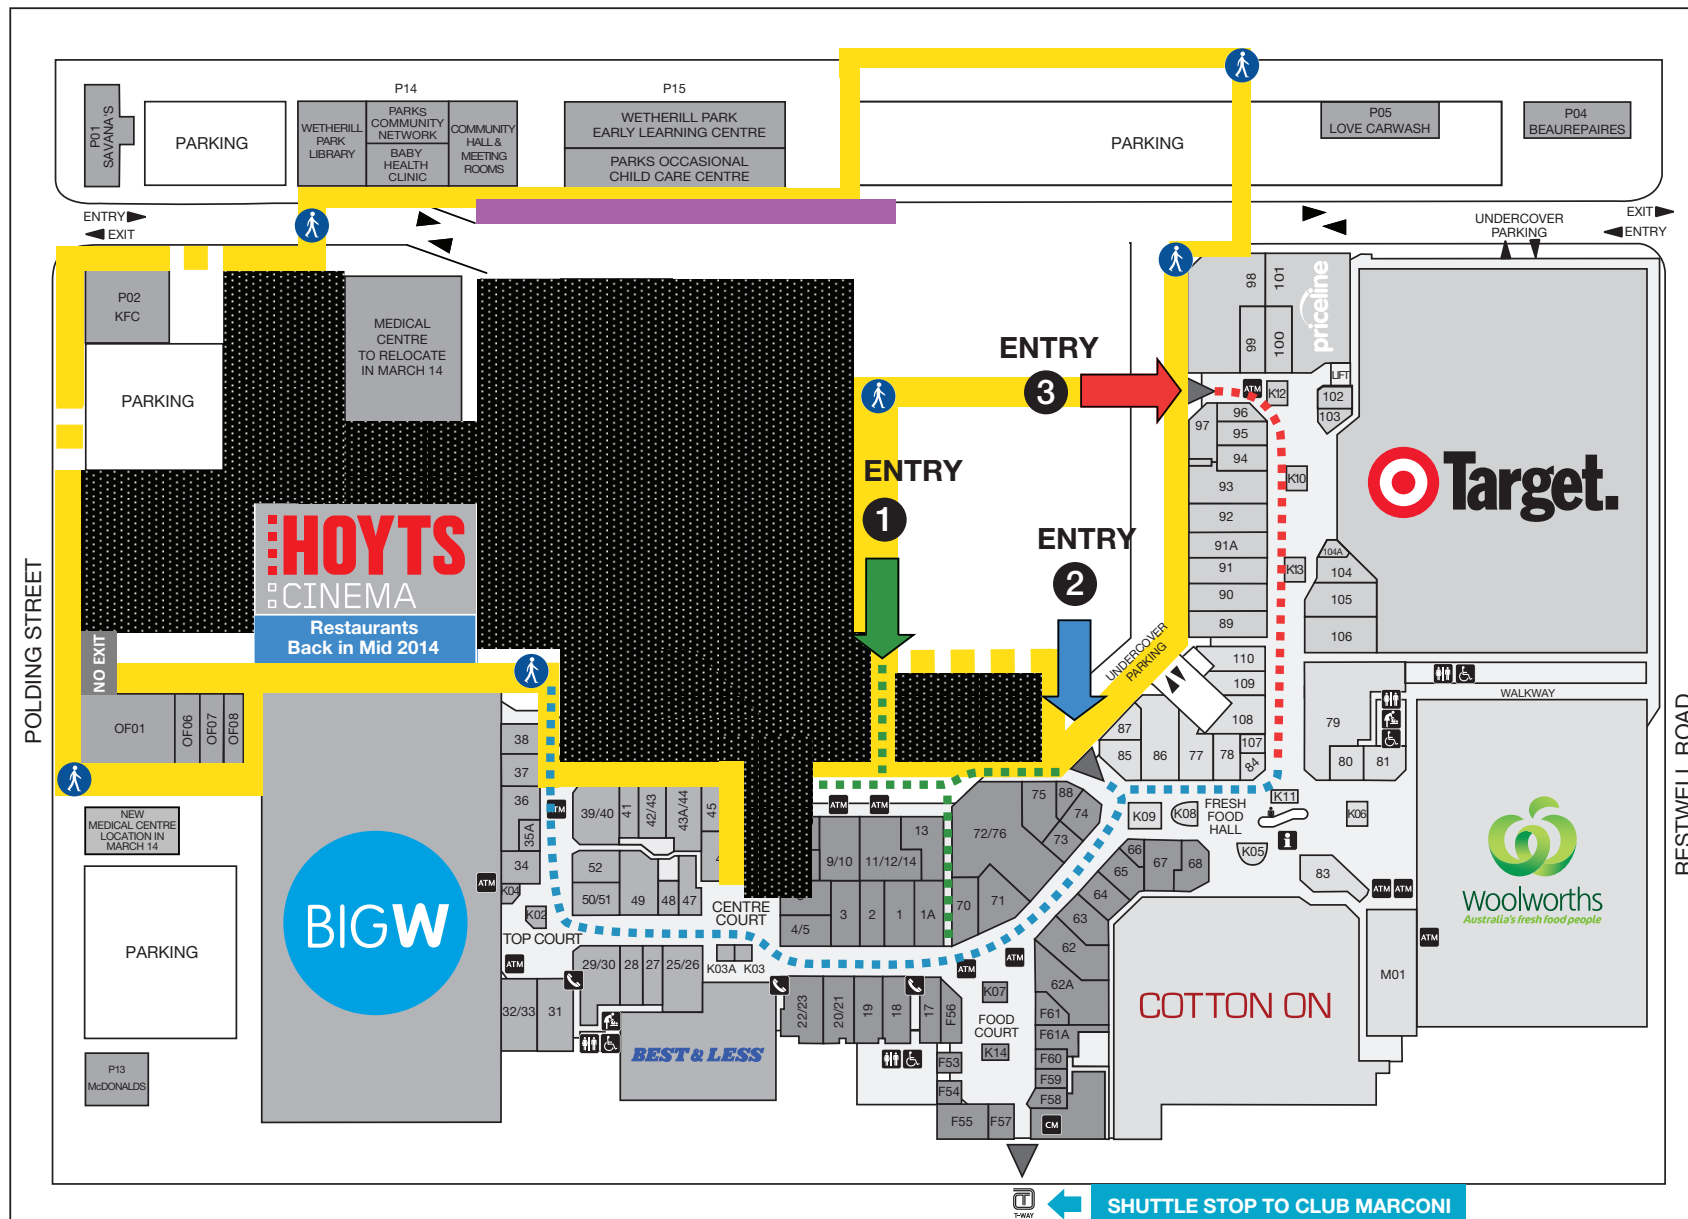 P14
P15
P01
SAVANA'S
PARKING
WETHERILL
PARK
LIBRARY
PARKS
COMMUNITY
NETWORK
BABY
HEALTH
CLINIC
COMMUNITY
HALL &
MEETING
ROOMS
WETHERILL PARK
EARLY LEARNING CENTRE
PARKS OCCASIONAL
CHILD CARE CENTRE
PARKING
P05
LOVE CARWASH
P04
BEAUREPAIRES
ENTRY
EXIT
UNDERCOVER
PARKING
EXIT
ENTRY
P02
KFC
PARKING
MEDICAL
CENTRE
TO RELOCATE
IN MARCH 14
98
101
99
100
priceline
LIFT
102
103
ENTRY
3
ATM
K12
97
96
95
94
93
92
91A
91
90
89
K10
K13
Target.
104A
104
105
106
ENTRY
1
ENTRY
2
HOYTS
CINEMA
Restaurants
Back in Mid 2014
POLDING STREET
NO EXIT
UNDERCOVER
PARKING
110
109
108
107
84
WALKWAY
RESTWELL ROAD
OF01
OF06
OF07
OF08
87
85
86
77
78
79
80
81
38
37
36
35A
34
ATM
K04
K02
ATM
TOP COURT
ATM
39/40
41
42/43
43A/44
45
4
52
50/51
49
48
47
CENTRE
COURT
ATM
ATM
13
9/10
11/12/14
4/5
3
2
1
1A
75
88
74
73
72/76
70
71
K09
K08
FRESH
FOOD
HALL
K11
K05
K06
83
66
67
68
65
64
63
62
62A
ATM
ATM
ATM
M01
Woolworths
Australia's fresh food people
NEW
MEDICAL CENTRE
LOCATION IN
MARCH 14
PARKING
P13
McDONALDS
BIGW
32/33
31
29/30
28
27
25/26
K03A
K03
BEST & LESS
22/23
20/21
19
18
17
F56
ATM
ATM
K07
FOOD
COURT
K14
F53
F54
F55
F57
F61
F61A
F60
F59
F58
CM
COTTON ON
T-WAY
SHUTTLE STOP TO CLUB MARCONI